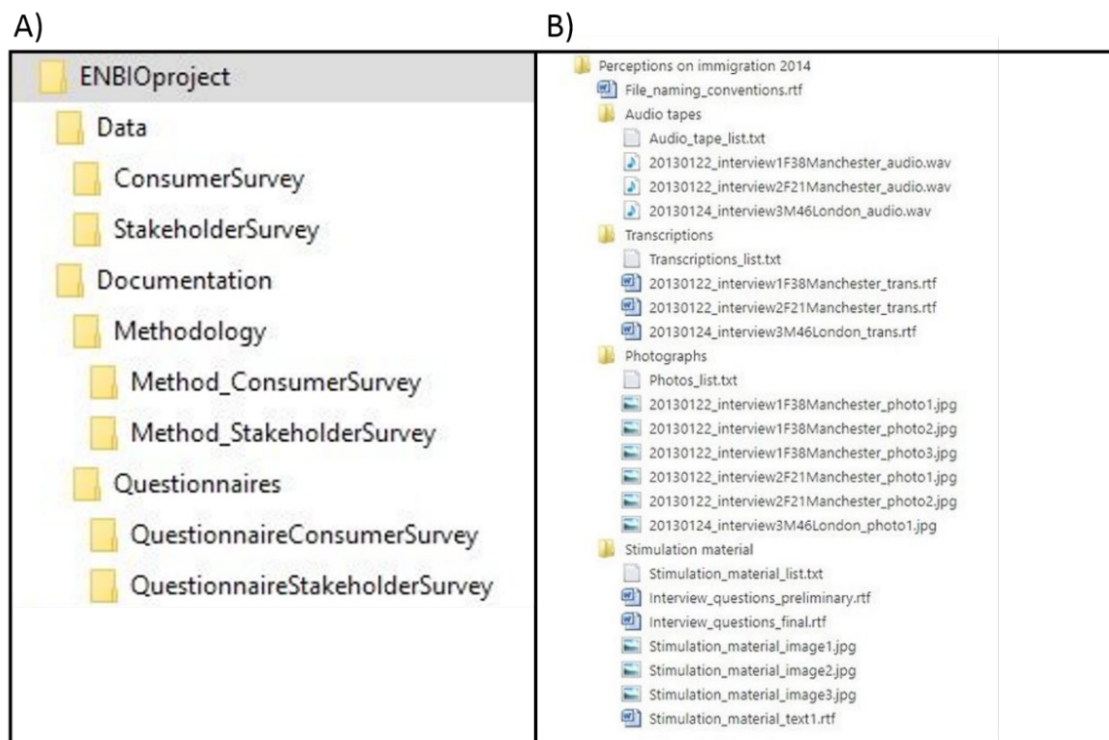 A)
ENBIOproject
Data
ConsumerSurvey
StakeholderSurvey
Documentation
Methodology
Method_ConsumerSurvey
Method_StakeholderSurvey
Questionnaires
QuestionnaireConsumerSurvey
QuestionnaireStakeholderSurvey
B)
Perceptions on immigration 2014
File_naming_conventions.rtf
Audio tapes
Audio_tape_list.txt
20130122_interview1F38Manchester_audio.wav
20130122_interview2F21Manchester_audio.wav
20130124_interview3M46London_audio.wav
Transcriptions
Transcriptions_list.txt
20130122_interview1F38Manchester_trans.rtf
20130122_interview2F21Manchester_trans.rtf
20130124_interview3M46London_trans.rtf
Photographs
Photos_list.txt
20130122_interview1F38Manchester_photo1.jpg
20130122_interview1F38Manchester_photo2.jpg
20130122_interview1F38Manchester_photo3.jpg
20130122_interview2F21Manchester_photo1.jpg
20130122_interview2F21Manchester_photo2.jpg
20130124_interview3M46London_photo1.jpg
Stimulation material
Stimulation_material_list.txt
Interview_questions_preliminary.rtf
Interview_questions_final.rtf
Stimulation_material_image1.jpg
Stimulation_material_image2.jpg
Stimulation_material_image3.jpg
Stimulation_material_text1.rtf